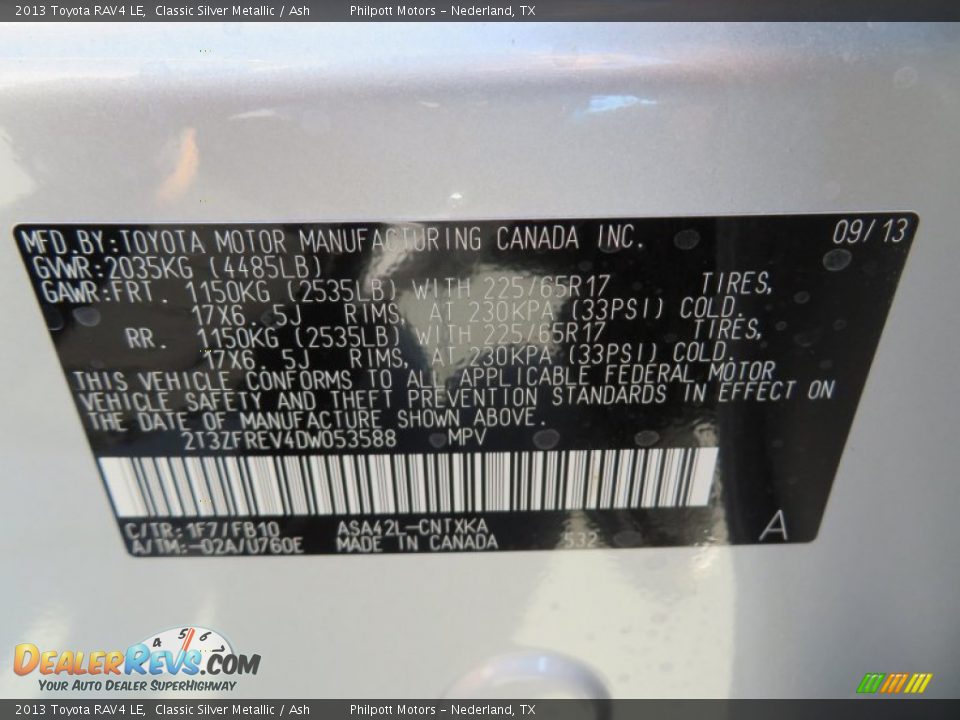 2013 Toyota RAV4 LE,  Classic Silver Metallic / Ash        Philpott Motors - Nederland, TX
MFD.BY:TOYOTA MOTOR MANUFACTURING CANADA INC.        09/13
GVWR:2035KG (4485LB)
GAWR:FRT. 1150KG (2535LB) WITH 225/65R17 TIRES,
17X6.5J RIMS, AT 230KPA (33PSI) COLD.
RR. 1150KG (2535LB) WITH 225/65R17 TIRES,
17X6.5J RIMS, AT 230KPA (33PSI) COLD.
THIS VEHICLE CONFORMS TO ALL APPLICABLE FEDERAL MOTOR
VEHICLE SAFETY AND THEFT PREVENTION STANDARDS IN EFFECT ON
THE DATE OF MANUFACTURE SHOWN ABOVE.
2T3ZFREV4DW053588 MPV
C/TR:1F7/FB10 ASA42L-CNTXKA
A/TM:-02A/U760E MADE IN CANADA 532 A
4 5 6
DEALERREVS.COM
YOUR AUTO DEALER SUPERHIGHWAY
2013 Toyota RAV4 LE,  Classic Silver Metallic / Ash        Philpott Motors - Nederland, TX